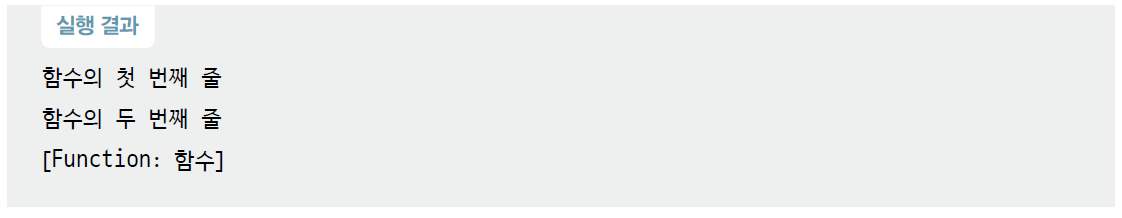 실행 결과
함수의 첫 번째 줄
함수의 두 번째 줄
[Function: 함수]